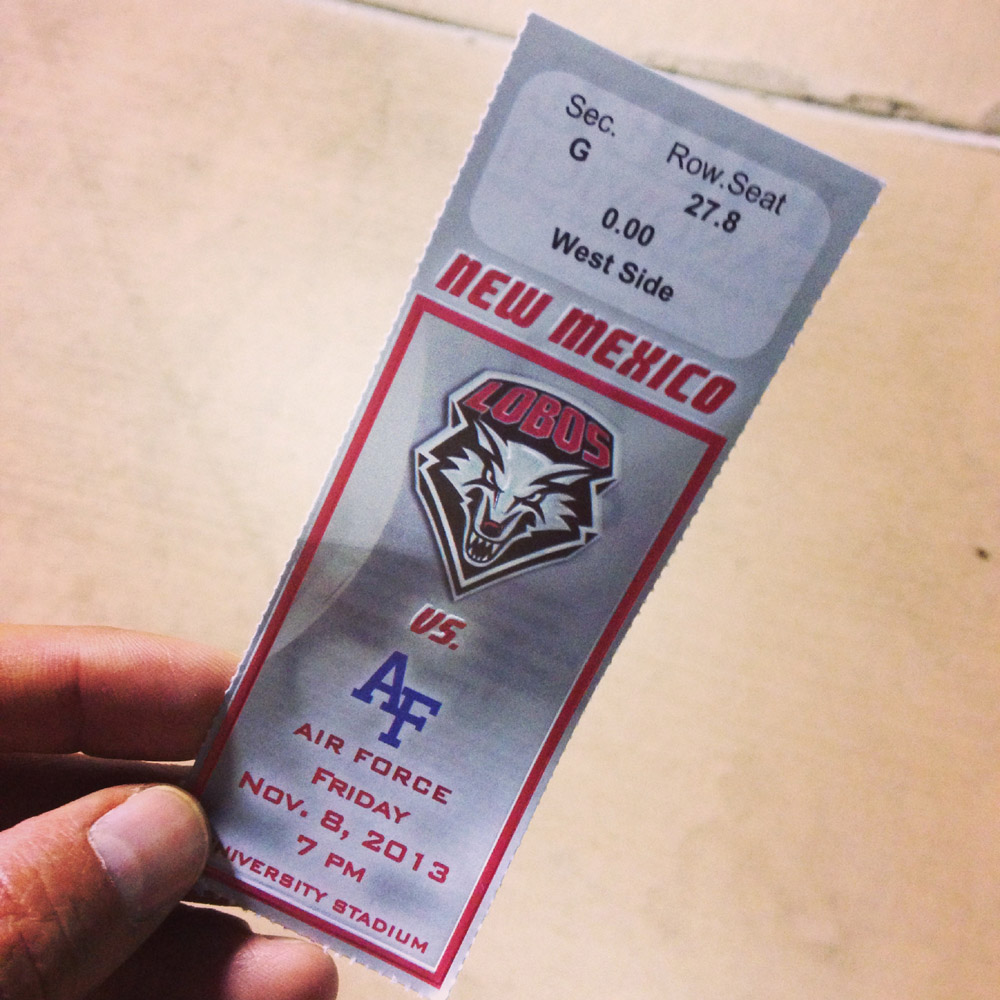 Sec. Row.Seat
G 27.8
0.00
West Side
NEW MEXICO
LOBOS
VS.
AF
AIR FORCE
FRIDAY
NOV. 8, 2013
7 PM
UNIVERSITY STADIUM